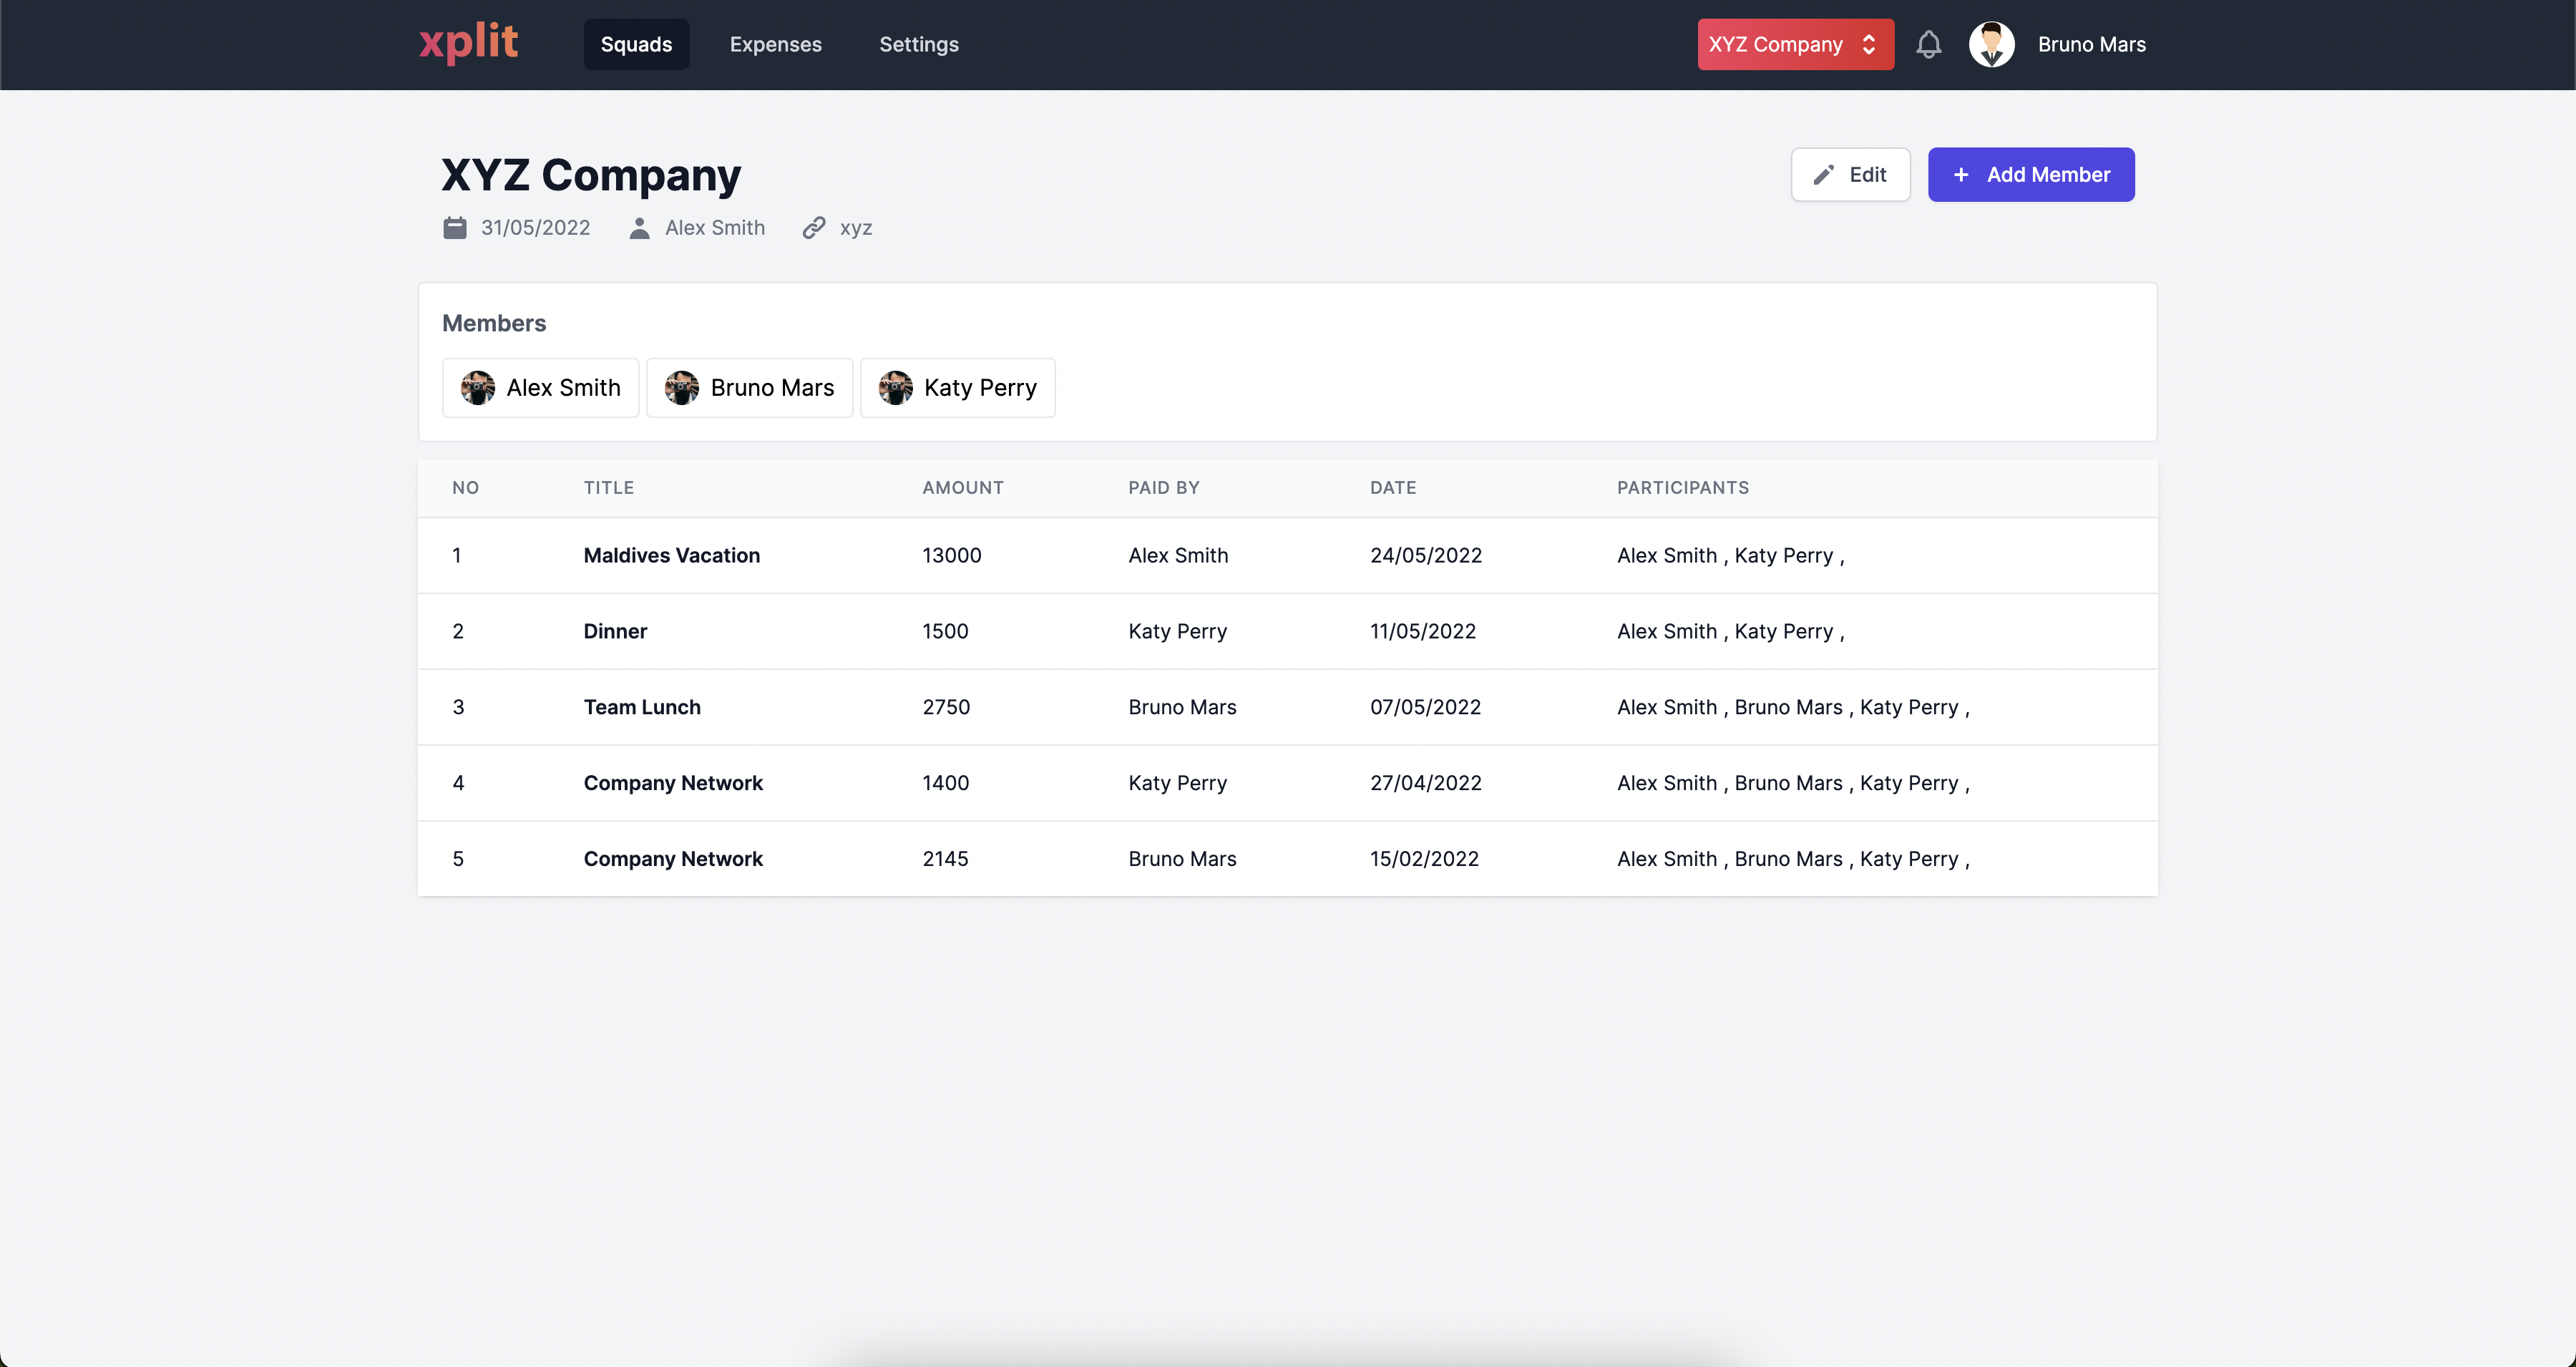 xplit Squads Expenses Settings XYZ Company Bruno Mars
XYZ Company Edit + Add Member
31/05/2022 Alex Smith xyz
Members
Alex Smith Bruno Mars Katy Perry
NO TITLE AMOUNT PAID BY DATE PARTICIPANTS
1 Maldives Vacation 13000 Alex Smith 24/05/2022 Alex Smith , Katy Perry ,
2 Dinner 1500 Katy Perry 11/05/2022 Alex Smith , Katy Perry ,
3 Team Lunch 2750 Bruno Mars 07/05/2022 Alex Smith , Bruno Mars , Katy Perry ,
4 Company Network 1400 Katy Perry 27/04/2022 Alex Smith , Bruno Mars , Katy Perry ,
5 Company Network 2145 Bruno Mars 15/02/2022 Alex Smith , Bruno Mars , Katy Perry ,